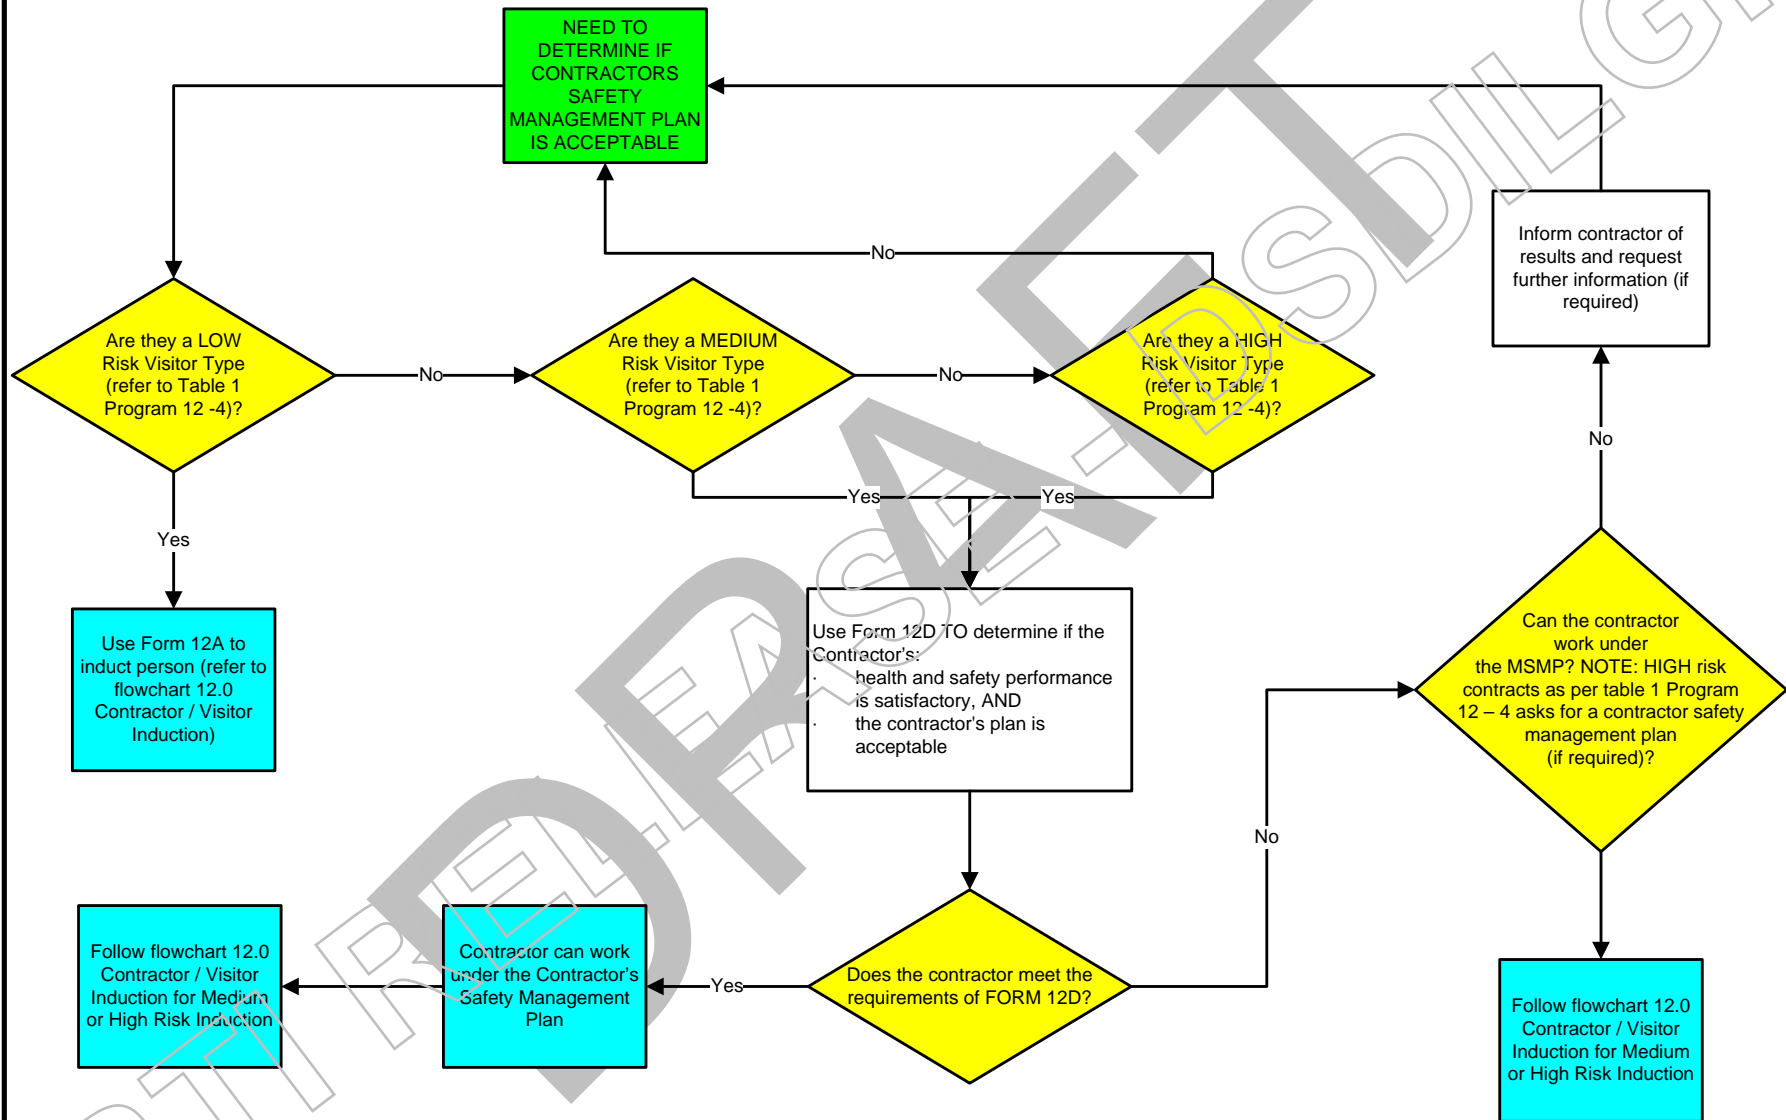 NEED TO
DETERMINE IF
CONTRACTORS
SAFETY
MANAGEMENT PLAN
IS ACCEPTABLE
Inform contractor of
results and request
further information (if
required)
No
Are they a LOW
Risk Visitor Type
(refer to Table 1
Program 12 -4)?
No
Are they a MEDIUM
Risk Visitor Type
(refer to Table 1
Program 12 -4)?
No
Are they a HIGH
Risk Visitor Type
(refer to Table 1
Program 12 -4)?
No
Yes
Yes
Yes
Use Form 12A to
induct person (refer to
flowchart 12.0
Contractor / Visitor
Induction)
Use Form 12D TO determine if the
Contractor's:
· health and safety performance
is satisfactory, AND
· the contractor's plan is
acceptable
Can the contractor
work under
the MSMP? NOTE: HIGH risk
contracts as per table 1 Program
12 – 4 asks for a contractor safety
management plan
(if required)?
No
Follow flowchart 12.0
Contractor / Visitor
Induction for Medium
or High Risk Induction
Contractor can work
under the Contractor’s
Safety Management
Plan
Yes
Does the contractor meet the
requirements of FORM 12D?
Follow flowchart 12.0
Contractor / Visitor
Induction for Medium
or High Risk Induction
DRAFT
RTI RELEASE - DSDILGP